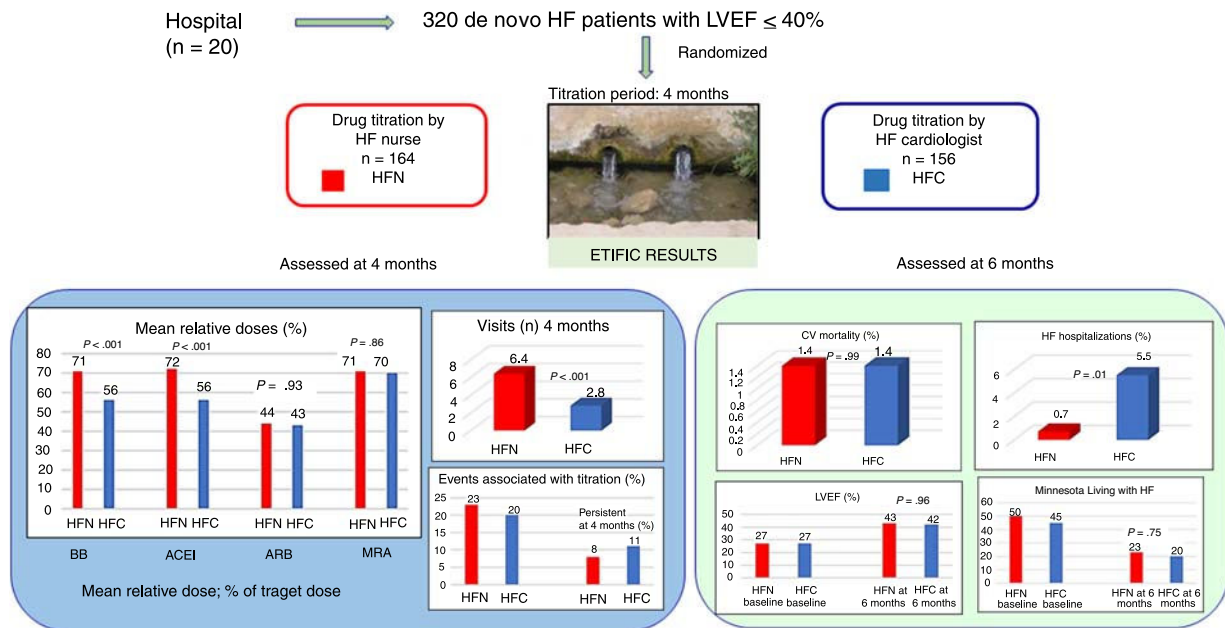 Hospital
(n = 20)
320 de novo HF patients with LVEF ≤ 40%
Randomized
Titration period: 4 months
Drug titration by
HF nurse
n = 164
HFN
Drug titration by
HF cardiologist
n = 156
HFC
ETIFIC RESULTS
Assessed at 4 months
Assessed at 6 months
Mean relative doses (%)
80
70
60
50
40
30
20
10
0
P < .001
71
56
P < .001
72
56
P = .93
44
43
P = .86
71
70
HFN HFC
HFN HFC
HFN HFC
HFN HFC
BB
ACEI
ARB
MRA
Mean relative dose; % of traget dose
Visits (n) 4 months
8
6
4
2
0
6.4
P < .001
2.8
HFN
HFC
Events associated with titration (%)
25
20
15
10
5
0
23
20
Persistent
at 4 months (%)
8
11
HFN
HFC
HFN
HFC
CV mortality (%)
1.4
P = .99
1.4
1.4
1.2
1
0.8
0.6
0.4
0.2
0
HFN
HFC
HF hospitalizations (%)
6
4
2
0
0.7
P = .01
5.5
HFN
HFC
LVEF (%)
50
40
30
20
10
0
27
27
P = .96
43
42
HFN
baseline
HFC
baseline
HFN at
6 months
HFC at
6 months
Minnesota Living with HF
60
50
40
30
20
10
0
50
45
P = .75
23
20
HFN
baseline
HFC
baseline
HFN at 6
months
HFC at 6
months